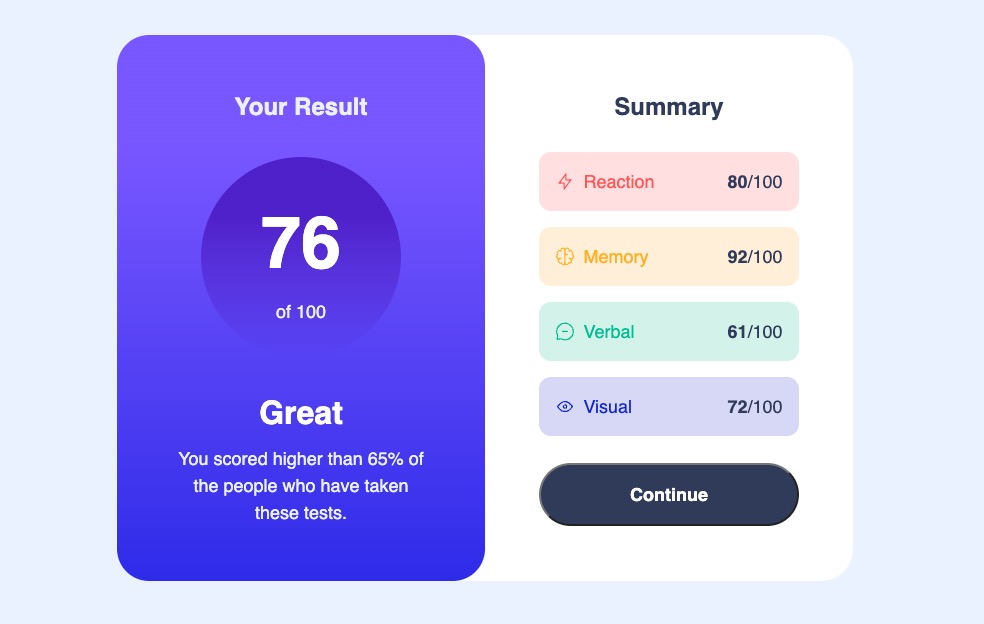 Your Result
76
of 100
Great
You scored higher than 65% of
the people who have taken
these tests.
Summary
Reaction 80/100
Memory 92/100
Verbal 61/100
Visual 72/100
Continue